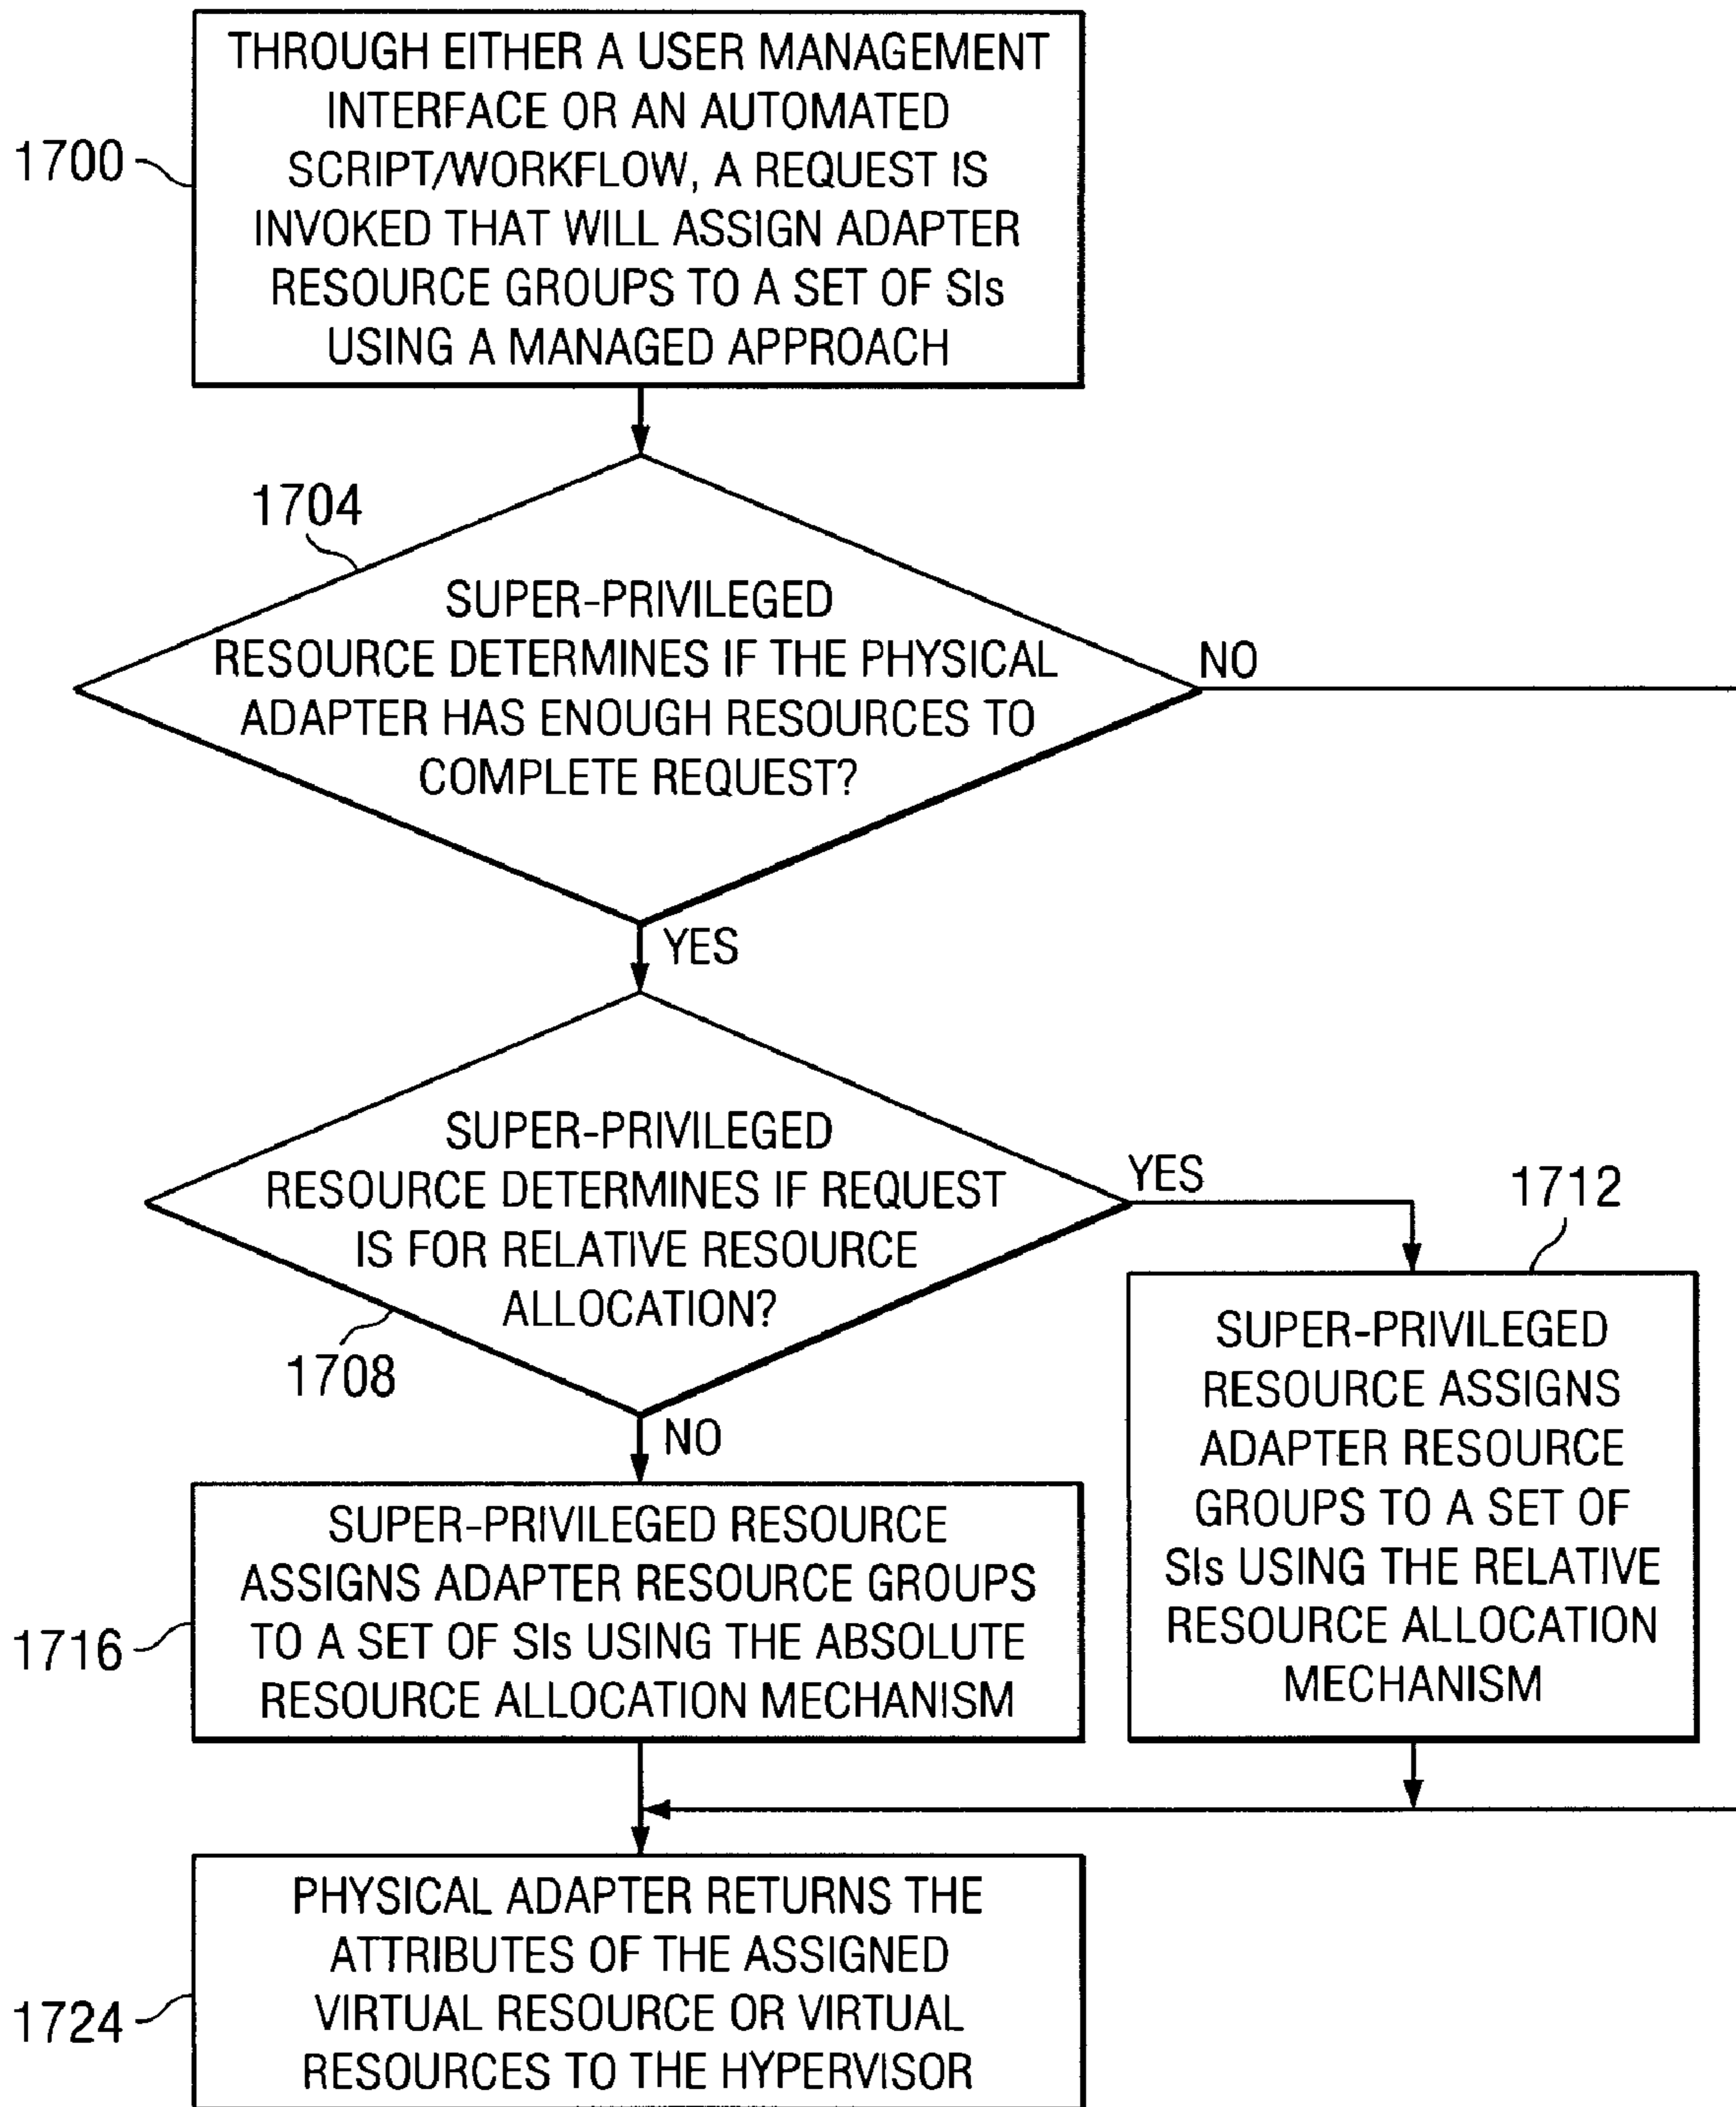 THROUGH EITHER A USER MANAGEMENT
INTERFACE OR AN AUTOMATED
SCRIPT/WORKFLOW, A REQUEST IS
INVOKED THAT WILL ASSIGN ADAPTER
RESOURCE GROUPS TO A SET OF SIs
USING A MANAGED APPROACH
1700
1704
SUPER-PRIVILEGED
RESOURCE DETERMINES IF THE PHYSICAL
ADAPTER HAS ENOUGH RESOURCES TO
COMPLETE REQUEST?
NO
YES
SUPER-PRIVILEGED
RESOURCE DETERMINES IF REQUEST
IS FOR RELATIVE RESOURCE
ALLOCATION?
1708
YES
1712
SUPER-PRIVILEGED
RESOURCE ASSIGNS
ADAPTER RESOURCE
GROUPS TO A SET OF
SIs USING THE RELATIVE
RESOURCE ALLOCATION
MECHANISM
NO
SUPER-PRIVILEGED RESOURCE
ASSIGNS ADAPTER RESOURCE GROUPS
TO A SET OF SIs USING THE ABSOLUTE
RESOURCE ALLOCATION MECHANISM
1716
PHYSICAL ADAPTER RETURNS THE
ATTRIBUTES OF THE ASSIGNED
VIRTUAL RESOURCE OR VIRTUAL
RESOURCES TO THE HYPERVISOR
1724